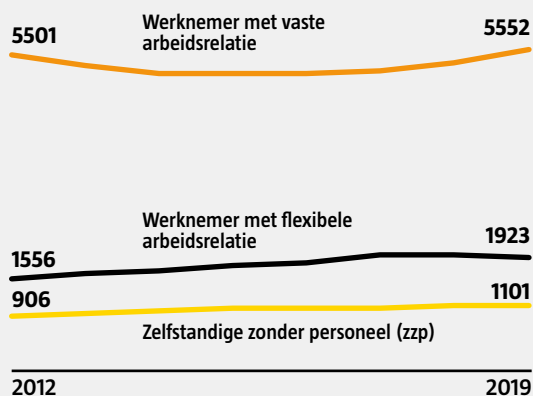 Werknemer met vaste
arbeidsrelatie
5501
5552
Werknemer met flexibele
arbeidsrelatie
1556
1923
906
1101
Zelfstandige zonder personeel (zzp)
2012
2019